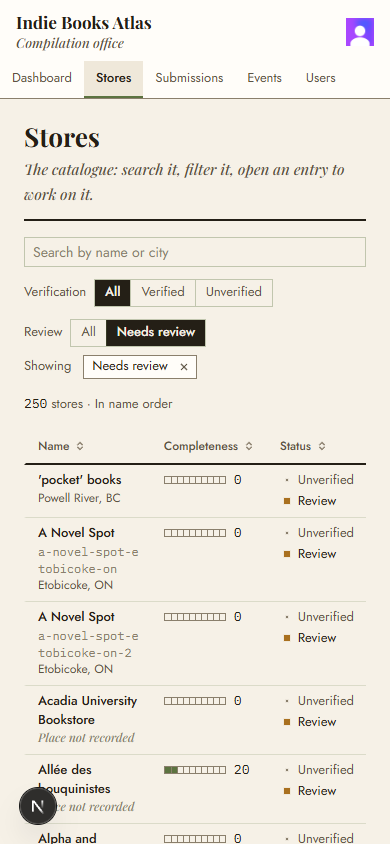 Indie Books Atlas
Compilation office
Dashboard Stores Submissions Events Users
Stores
The catalogue: search it, filter it, open an entry to
work on it.
Search by name or city
Verification All Verified Unverified
Review All Needs review
Showing Needs review ×
250 stores · In name order
Name Completeness Status
'pocket' books 0 Unverified
Powell River, BC Review
A Novel Spot 0 Unverified
a-novel-spot-e Review
tobicoke-on
Etobicoke, ON
A Novel Spot 0 Unverified
a-novel-spot-e Review
tobicoke-on-2
Etobicoke, ON
Acadia University 0 Unverified
Bookstore Review
Place not recorded
Allée des 20 Unverified
bouquinistes Review
N
not recorded
Alpha and 0 Unverified